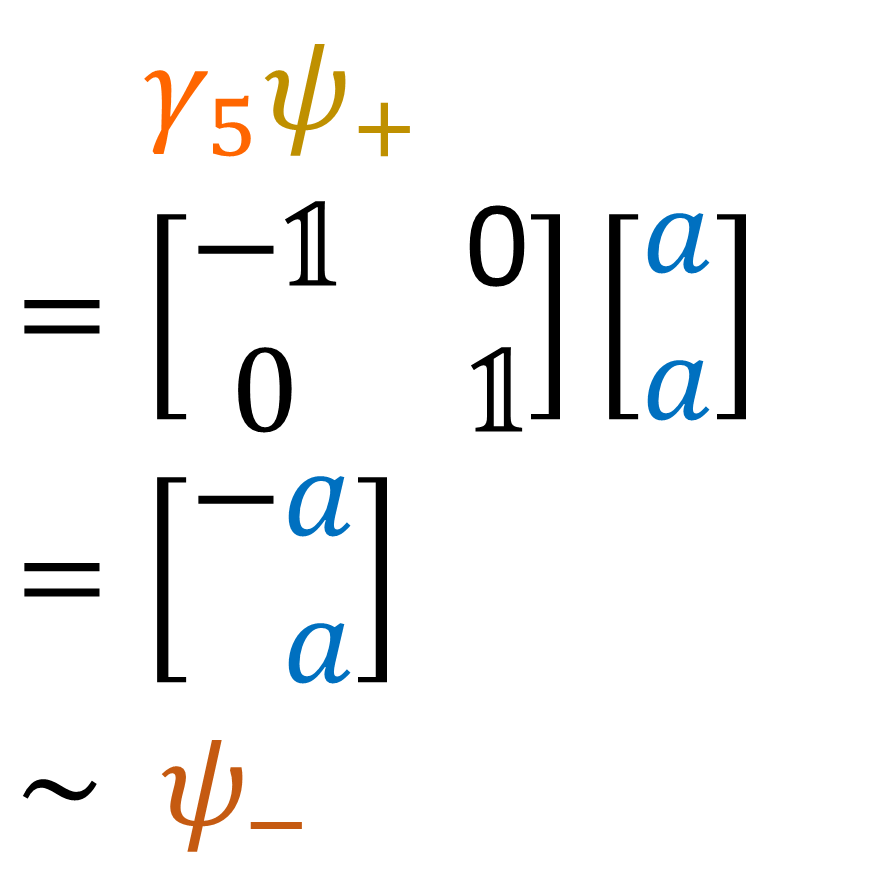 γ₅ψ₊
= [−𝟙 0; 0 𝟙] [a; a]
= [−a; a]
~ ψ₋